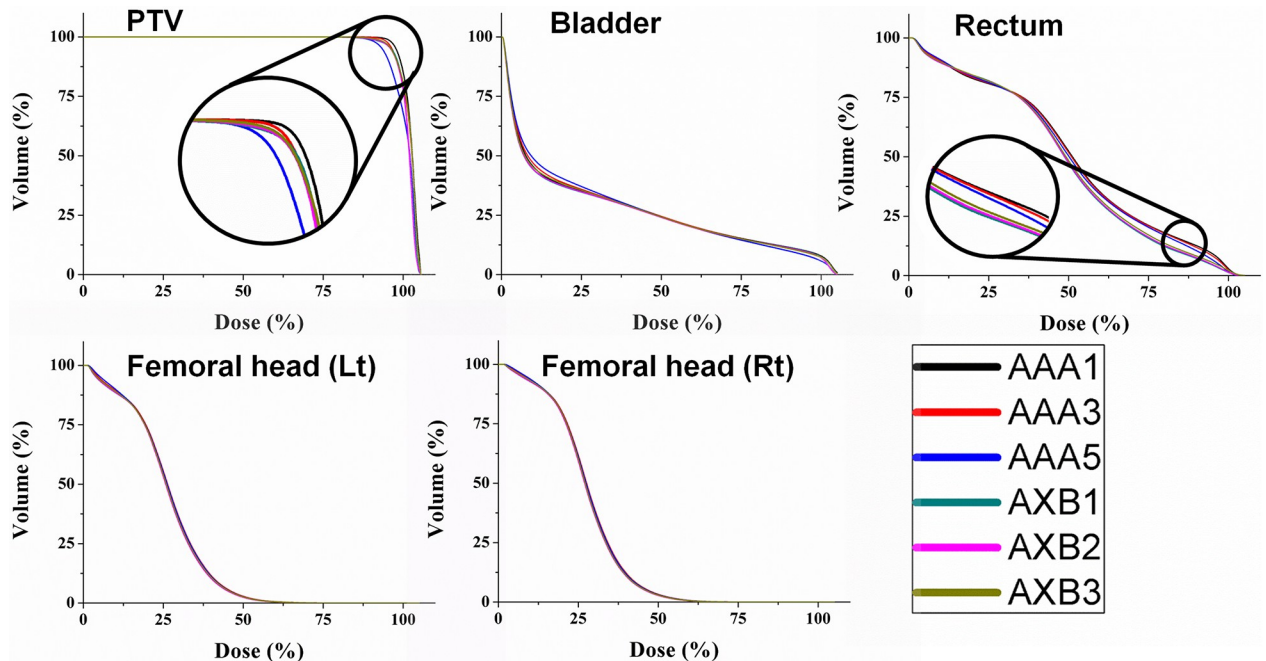 PTV
100
75
50
25
0
Volume (%)
0 25 50 75 100
Dose (%)
Bladder
100
75
50
25
0
Volume (%)
0 25 50 75 100
Dose (%)
Rectum
100
75
50
25
0
Volume (%)
0 25 50 75 100
Dose (%)
Femoral head (Lt)
100
75
50
25
0
Volume (%)
0 25 50 75 100
Dose (%)
Femoral head (Rt)
100
75
50
25
0
Volume (%)
0 25 50 75 100
Dose (%)
AAA1
AAA3
AAA5
AXB1
AXB2
AXB3